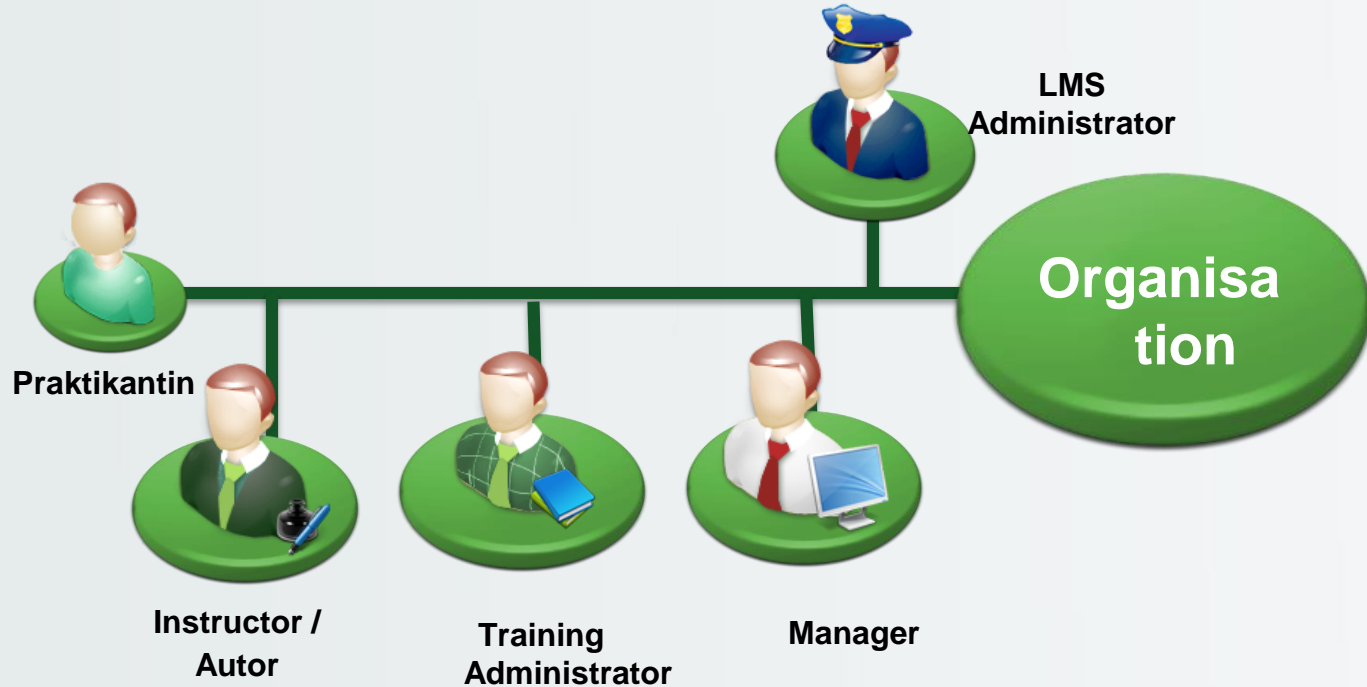 LMS
Administrator
Organisa
tion
Praktikantin
Instructor /
Autor
Training
Administrator
Manager